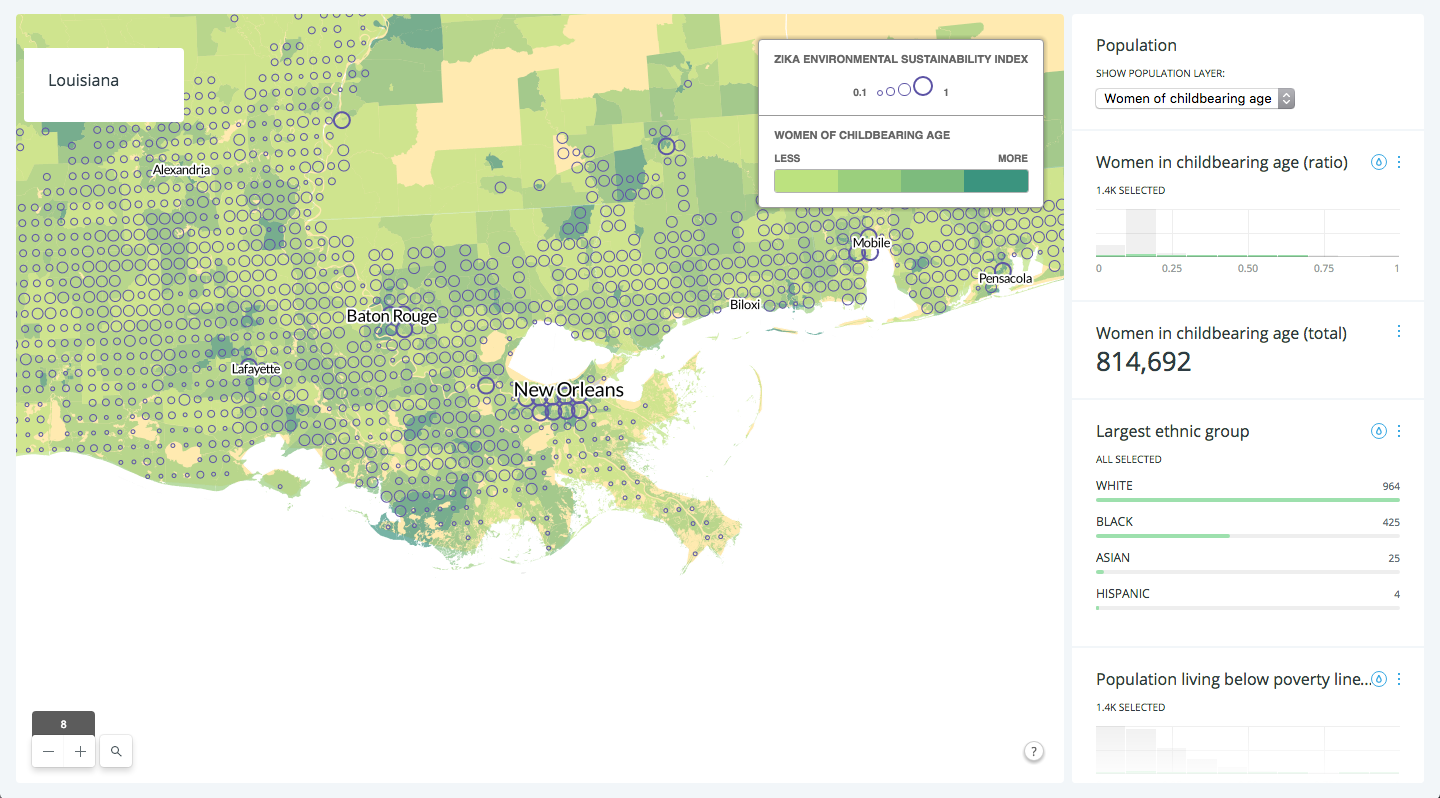 Louisiana
Alexandria
Baton Rouge
Lafayette
New Orleans
Biloxi
Mobile
Pensacola
ZIKA ENVIRONMENTAL SUSTAINABILITY INDEX
0.1 1
WOMEN OF CHILDBEARING AGE
LESS MORE
8
?
Population
SHOW POPULATION LAYER:
Women of childbearing age
Women in childbearing age (ratio)
1.4K SELECTED
0 0.25 0.50 0.75 1
Women in childbearing age (total)
814,692
Largest ethnic group
ALL SELECTED
WHITE 964
BLACK 425
ASIAN 25
HISPANIC 4
Population living below poverty line...
1.4K SELECTED